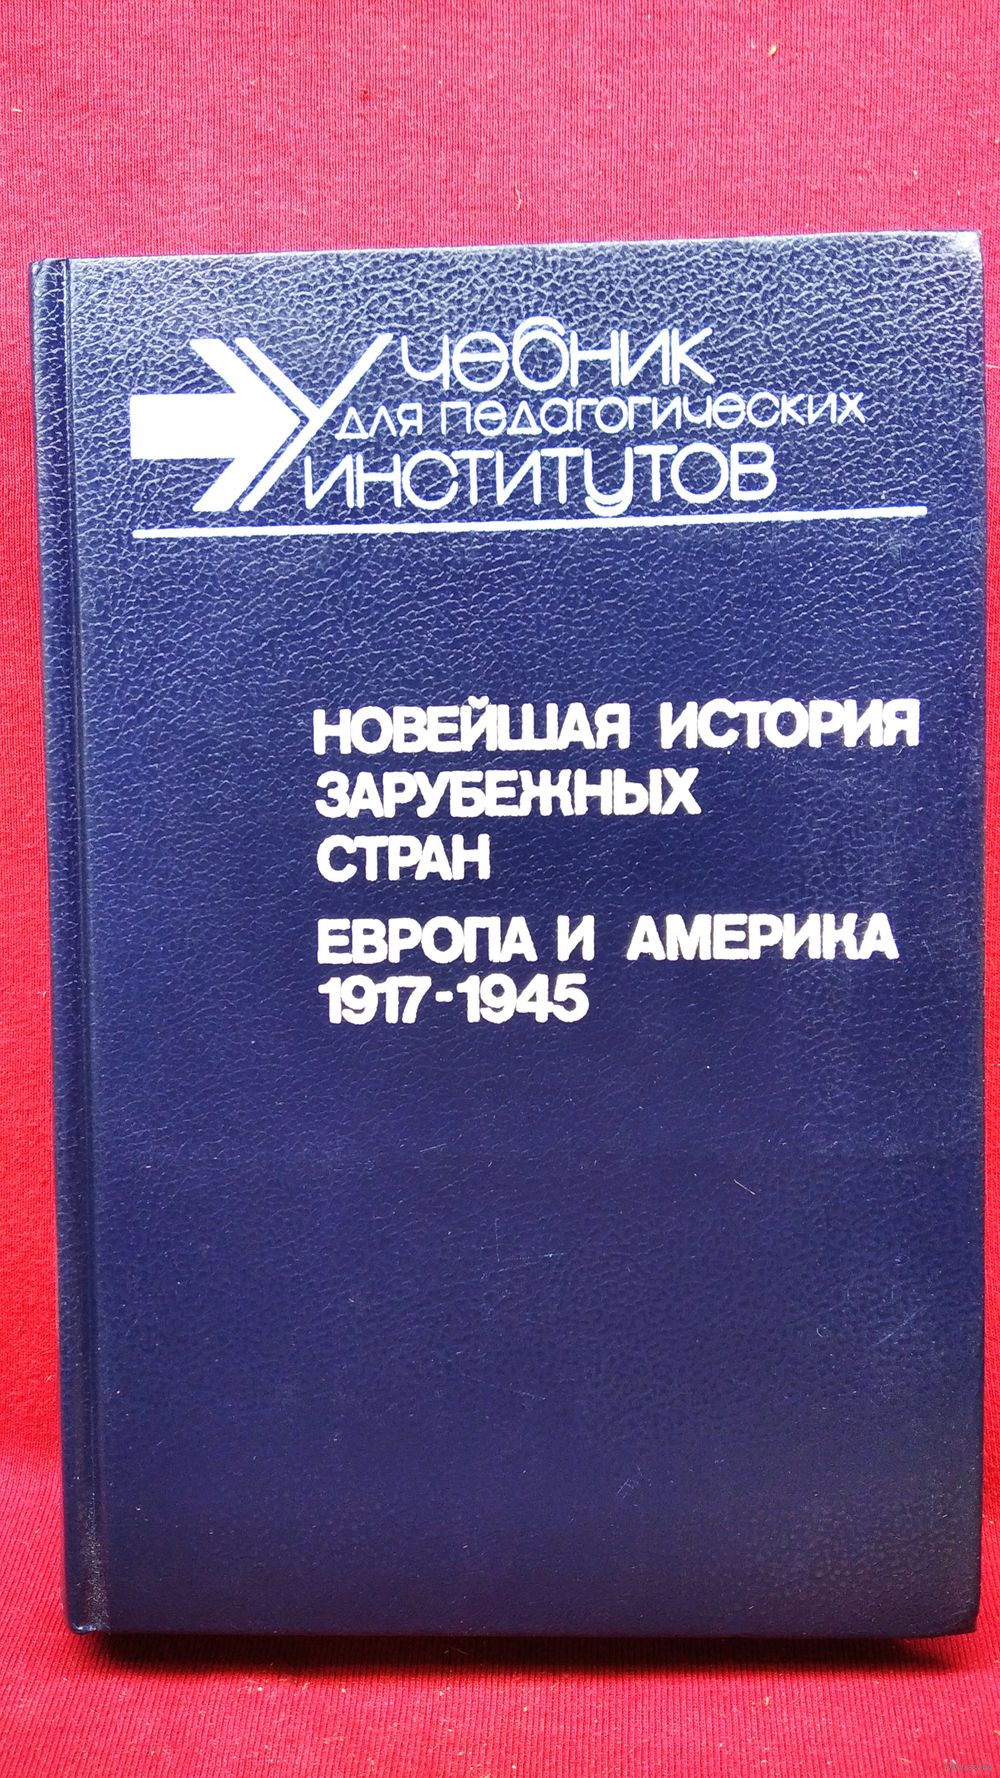 Учебник
для педагогических
институтов
НОВЕЙШАЯ ИСТОРИЯ
ЗАРУБЕЖНЫХ
СТРАН
ЕВРОПА И АМЕРИКА
1917-1945